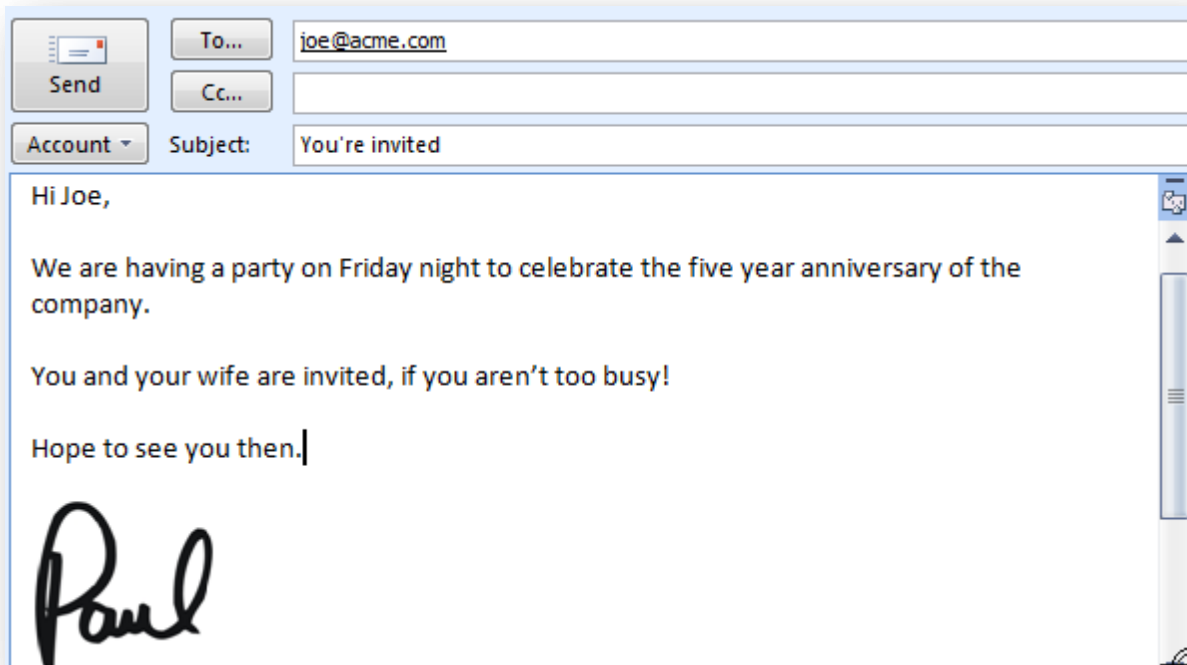 To...
joe@acme.com
Send
Cc...
Account
Subject:
You're invited
Hi Joe,
We are having a party on Friday night to celebrate the five year anniversary of the
company.
You and your wife are invited, if you aren’t too busy!
Hope to see you then.
Paul